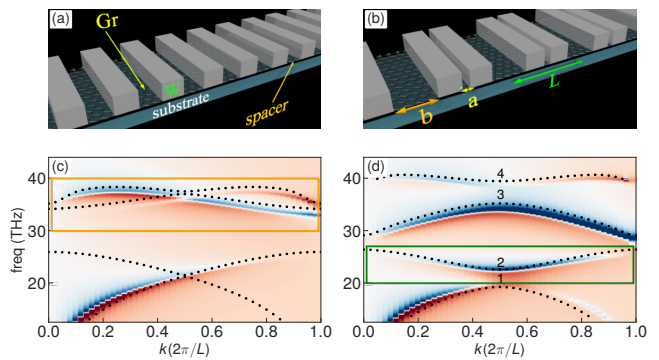 (a)
Gr
w
substrate
spacer
(b)
b
a
L
(c)
40
30
20
freq (THz)
0.0 0.2 0.4 0.6 0.8 1.0
k(2π/L)
(d)
4
3
2
1
40
30
20
0.0 0.2 0.4 0.6 0.8 1.0
k(2π/L)